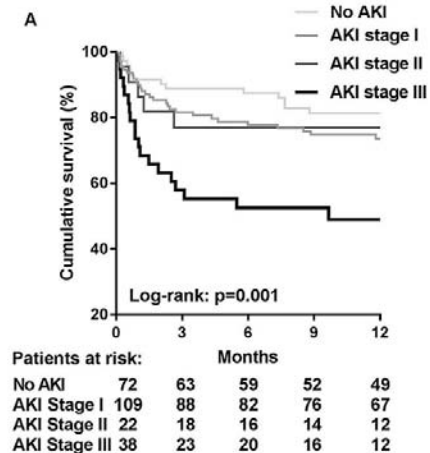 A
No AKI
AKI stage I
AKI stage II
AKI stage III
Cumulative survival (%)
100
80
60
40
20
Log-rank: p=0.001
0 3 6 9 12
Months
Patients at risk:
No AKI 72 63 59 52 49
AKI Stage I 109 88 82 76 67
AKI Stage II 22 18 16 14 12
AKI Stage III 38 23 20 16 12